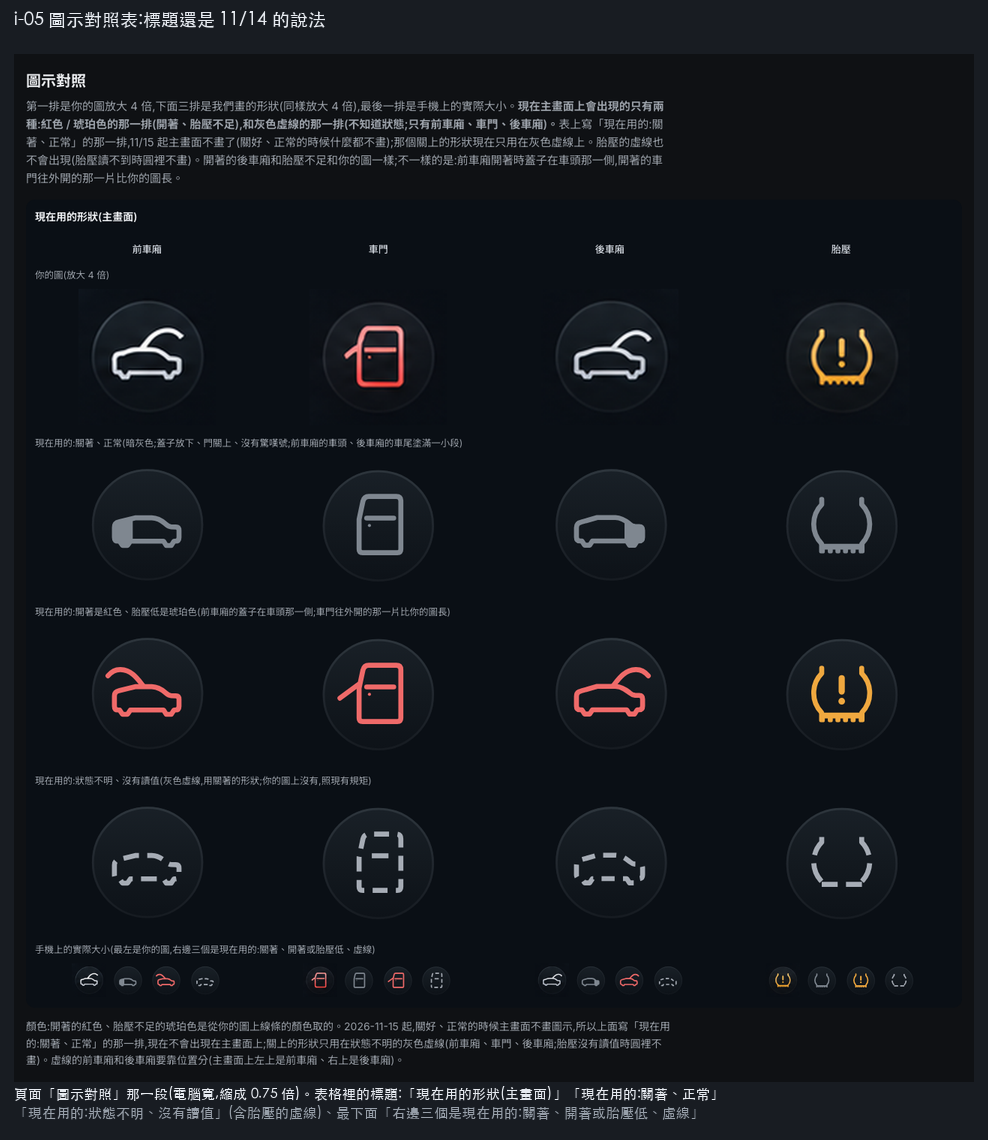 i-05 圖示對照表:標題還是 11/14 的說法
圖示對照
第一排是你的圖放大 4 倍,下面三排是我們畫的形狀(同樣放大 4 倍),最後一排是手機上的實際大小。現在主畫面上會出現的只有兩
種:紅色 / 琥珀色的那一排(開著、胎壓不足),和灰色虛線的那一排(不知道狀態;只有前車廂、車門、後車廂)。表上寫「現在用的:關
著、正常」的那一排,11/15 起主畫面不畫了(關好、正常的時候什麼都不畫);那個關上的形狀現在只用在灰色虛線上。胎壓的虛線也
不會出現(胎壓讀不到時圓裡不畫)。開著的後車廂和胎壓不足和你的圖一樣;不一樣的是:前車廂開著時蓋子在車頭那一側,開著的車
門往外開的那一片比你的圖長。
現在用的形狀(主畫面)
前車廂 車門 後車廂 胎壓
你的圖(放大 4 倍)
現在用的:關著、正常(暗灰色;蓋子放下、門關上、沒有驚嘆號;前車廂的車頭、後車廂的車尾塗滿一小段)
現在用的:開著是紅色、胎壓低是琥珀色(前車廂的蓋子在車頭那一側;車門往外開的那一片比你的圖長)
現在用的:狀態不明、沒有讀值(灰色虛線,用關著的形狀;你的圖上沒有,照現有規矩)
手機上的實際大小(最左是你的圖,右邊三個是現在用的:關著、開著或胎壓低、虛線)
顏色:開著的紅色、胎壓不足的琥珀色是從你的圖上線條的顏色取的。2026-11-15 起,關好、正常的時候主畫面不畫圖示,所以上面寫「現在用
的:關著、正常」的那一排,現在不會出現在主畫面上;關上的形狀只用在狀態不明的灰色虛線(前車廂、車門、後車廂;胎壓沒有讀值時圓裡不
畫)。虛線的前車廂和後車廂要靠位置分(主畫面左上是前車廂、右上是後車廂)。
頁面「圖示對照」那一段(電腦寬,縮成 0.75 倍)。表格裡的標題:「現在用的形狀(主畫面)」「現在用的:關著、正常」
「現在用的:狀態不明、沒有讀值」(含胎壓的虛線)、最下面「右邊三個是現在用的:關著、開著或胎壓低、虛線」